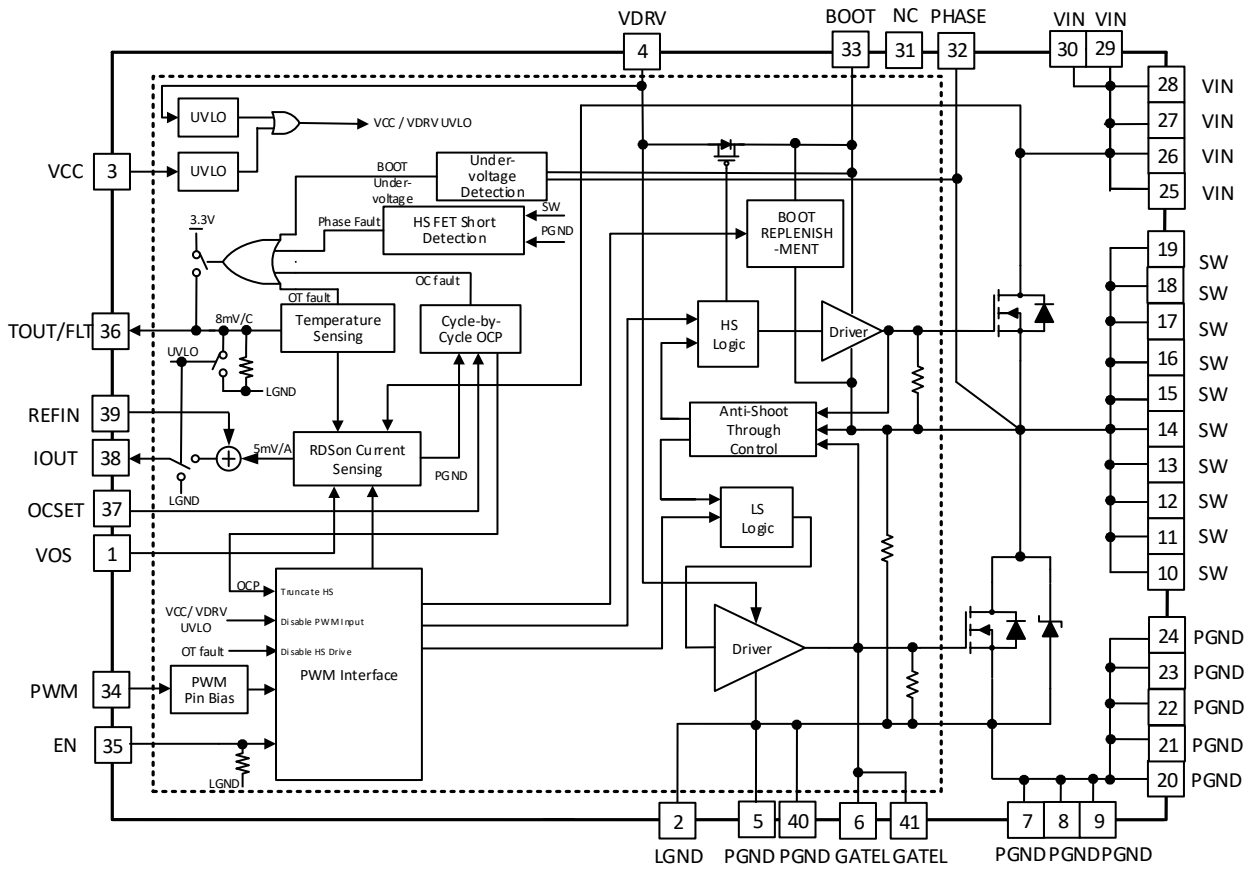 VDRV
BOOT
NC
PHASE
VIN
VIN
4
33
31
32
30
29
28
VIN
27
VIN
26
VIN
25
VIN
UVLO
VCC / VDRV UVLO
UVLO
VCC
3
BOOT
Under-
voltage
Under-
voltage
Detection
3.3V
Phase Fault
HS FET Short
Detection
SW
PGND
BOOT
REPLENISH
-MENT
OC fault
OT fault
8mV/C
Temperature
Sensing
Cycle-by-
Cycle OCP
TOUT/FLT
36
UVLO
LGND
HS
Logic
Driver
19
SW
18
SW
17
SW
16
SW
15
SW
14
SW
13
SW
12
SW
11
SW
10
SW
REFIN
39
IOUT
38
5mV/A
RDSon Current
Sensing
PGND
LGND
Anti-Shoot
Through
Control
OCSET
37
VOS
1
LS
Logic
OCP
Truncate HS
VCC/ VDRV
UVLO
Disable PWM Input
OT fault
Disable HS Drive
PWM Interface
Driver
PWM
34
PWM
Pin Bias
EN
35
LGND
24
PGND
23
PGND
22
PGND
21
PGND
20
PGND
2
5
40
6
41
7
8
9
LGND
PGND
PGND
GATEL
GATEL
PGND
PGND
PGND